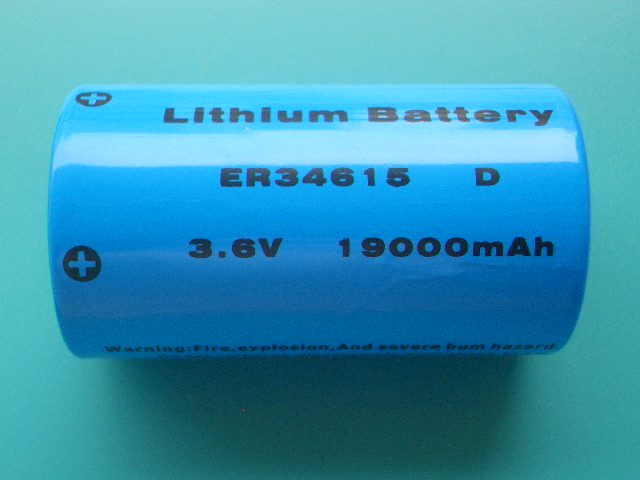 Lithium Battery
ER34615 D
3.6V 19000mAh
Warning:Fire,explosion,And severe bum hazard.